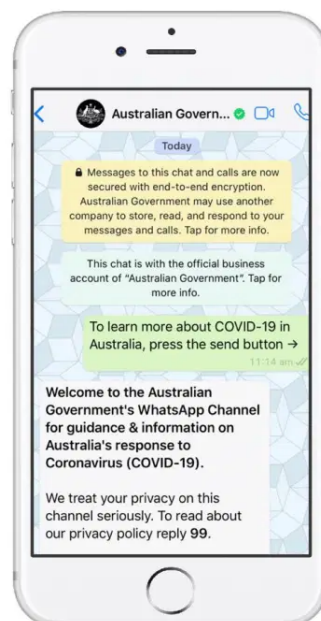 Australian Govern...
Today
Messages to this chat and calls are now
secured with end-to-end encryption.
Australian Government may use another
company to store, read, and respond to your
messages and calls. Tap for more info.
This chat is with the official business
account of "Australian Government". Tap for
more info.
To learn more about COVID-19 in
Australia, press the send button →
11:14 am
Welcome to the Australian
Government's WhatsApp Channel
for guidance & information on
Australia's response to
Coronavirus (COVID-19).
We treat your privacy on this
channel seriously. To read about
our privacy policy reply 99.